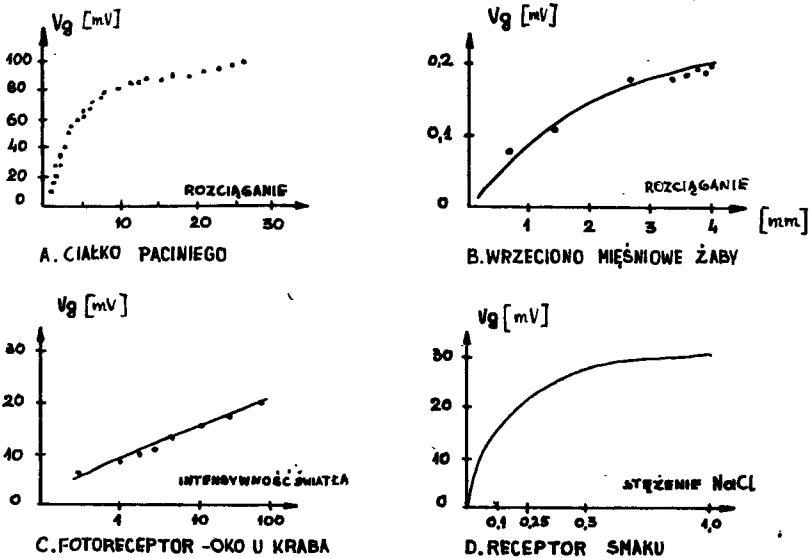 Vg [mV]
100
80
60
40
20
0
ROZCIĄGANIE
10 20 30
A. CIAŁKO PACINIEGO
Vg [mV]
0,2
0,1
0
ROZCIĄGANIE
1 2 3 4 [mm]
B. WRZECIONO MIĘŚNIOWE ŻABY
Vg [mV]
30
20
10
0
INTENSYWNOŚĆ ŚWIATŁA
1 10 100
C. FOTORECEPTOR - OKO U KRABA
Vg [mV]
30
20
10
0
STĘŻENIE NaCl
0,1 0,25 0,3 1,0
D. RECEPTOR SMAKU